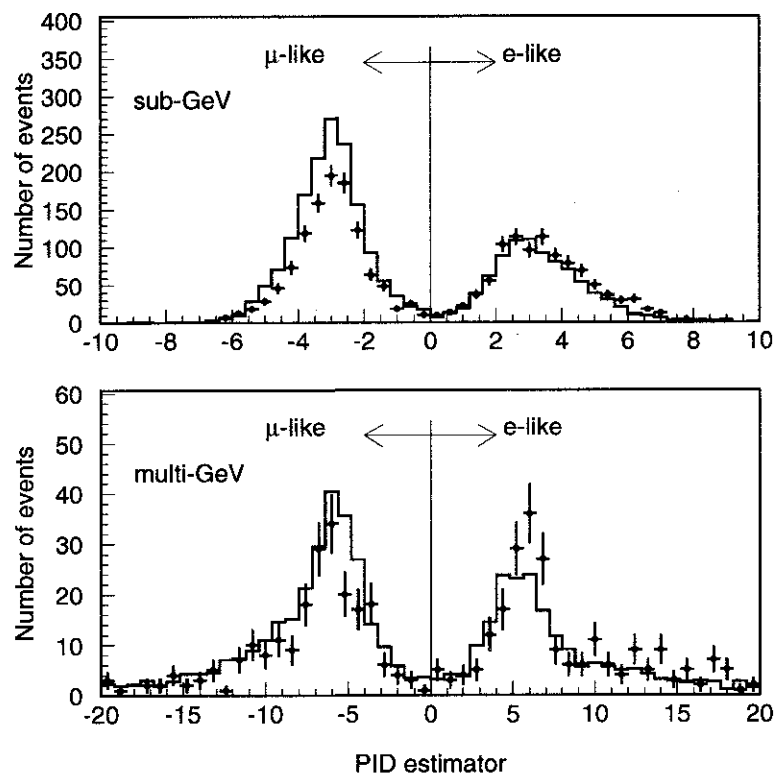 400
350
300
250
200
150
100
50
0
Number of events
μ-like
e-like
sub-GeV
-10 -8 -6 -4 -2 0 2 4 6 8 10
60
50
40
30
20
10
0
Number of events
μ-like
e-like
multi-GeV
-20 -15 -10 -5 0 5 10 15 20
PID estimator